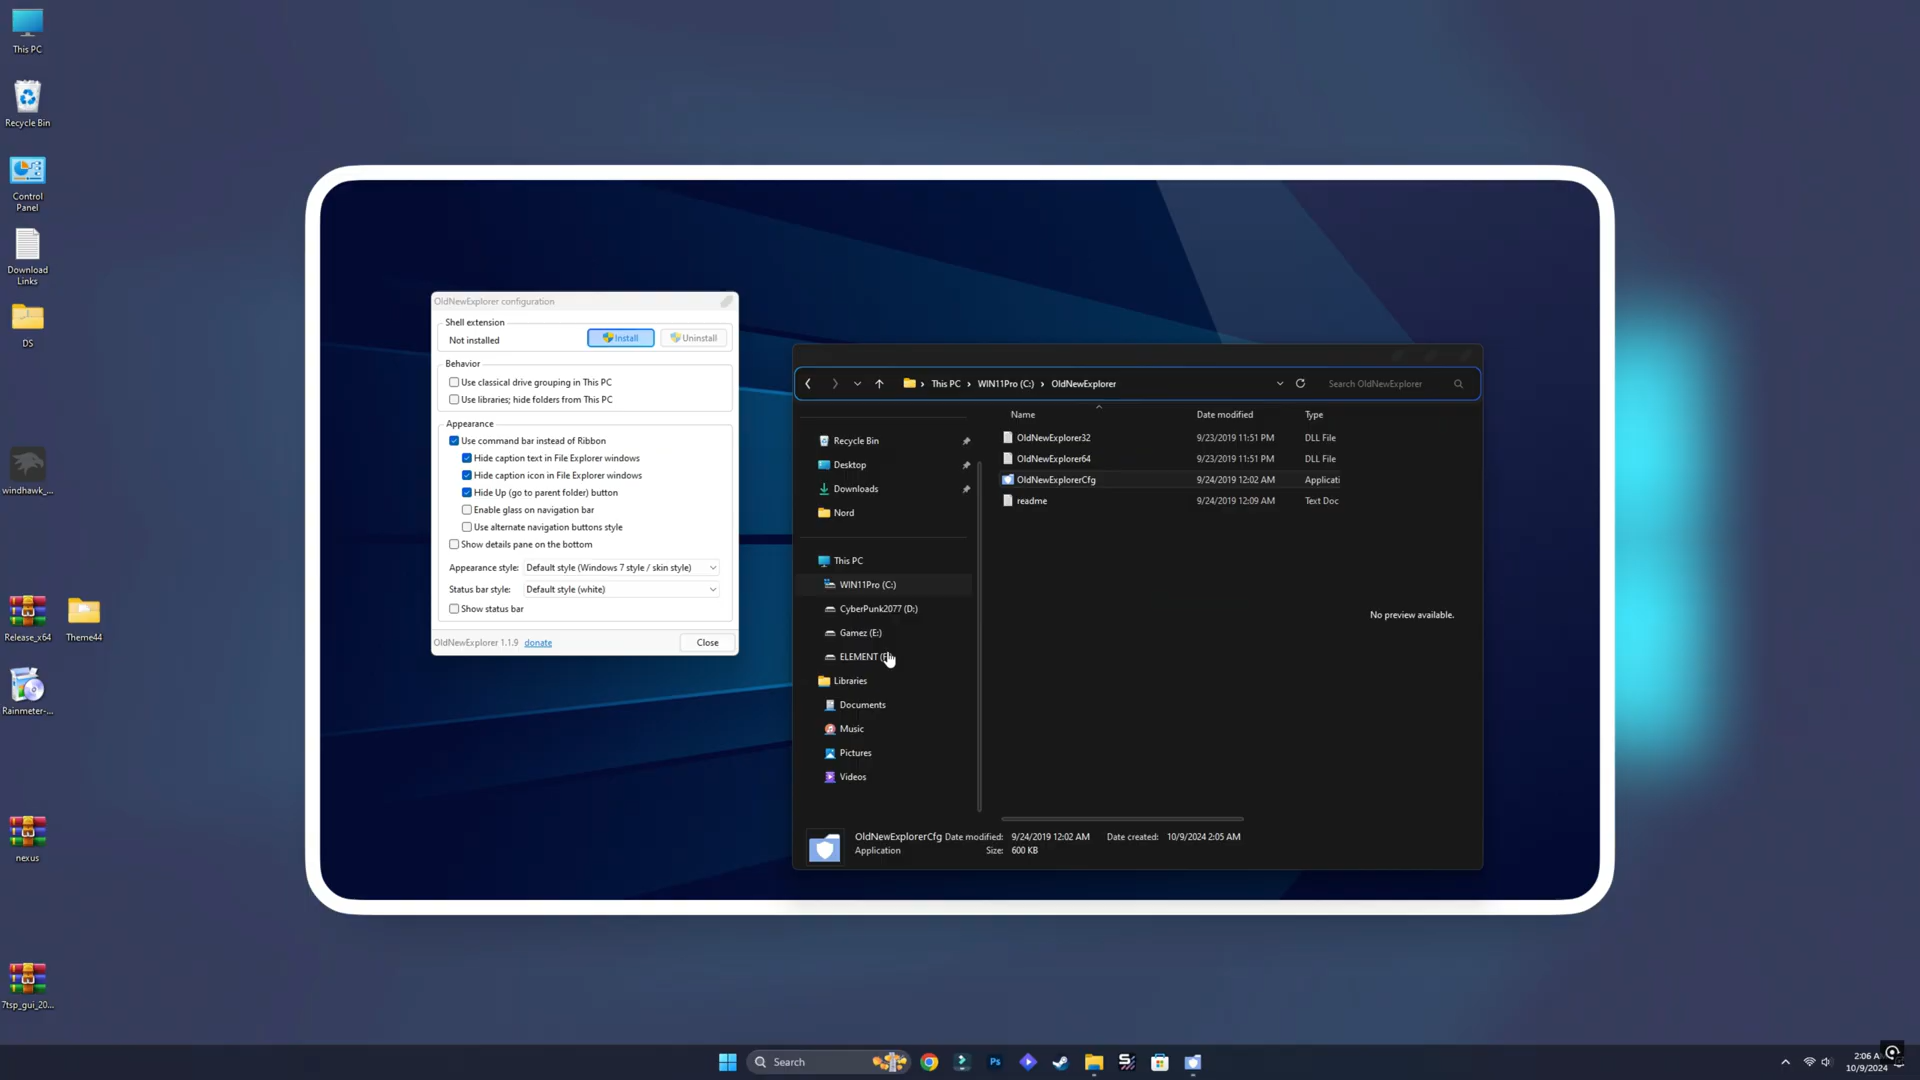 This PC
Recycle Bin
Control
Panel
Download
Links
DS
windhawk_...
Release_x64
Theme44
Rainmeter-...
nexus
7tsp_gui_20...
OldNewExplorer configuration
Shell extension
Not installed
Install
Uninstall
Behavior
Use classical drive grouping in This PC
Use libraries; hide folders from This PC
Appearance
Use command bar instead of Ribbon
Hide caption text in File Explorer windows
Hide caption icon in File Explorer windows
Hide Up (go to parent folder) button
Enable glass on navigation bar
Use alternate navigation buttons style
Show details pane on the bottom
Appearance style: Default style (Windows 7 style / skin style)
Status bar style: Default style (white)
Show status bar
OldNewExplorer 1.1.9 donate
Close
This PC WIN11Pro (C:) OldNewExplorer
Search OldNewExplorer
Recycle Bin
Desktop
Downloads
Nord
This PC
WIN11Pro (C:)
CyberPunk2077 (D:)
Gamez (E:)
ELEMENT
Libraries
Documents
Music
Pictures
Videos
Name Date modified Type
OldNewExplorer32 9/23/2019 11:51 PM DLL File
OldNewExplorer64 9/23/2019 11:51 PM DLL File
OldNewExplorerCfg 9/24/2019 12:02 AM Applicati
readme 9/24/2019 12:09 AM Text Doc
No preview available.
OldNewExplorerCfg Date modified: 9/24/2019 12:02 AM Date created: 10/9/2024 2:05 AM
Application Size: 600 KB
Search
Ps
2:06 A
10/9/2024